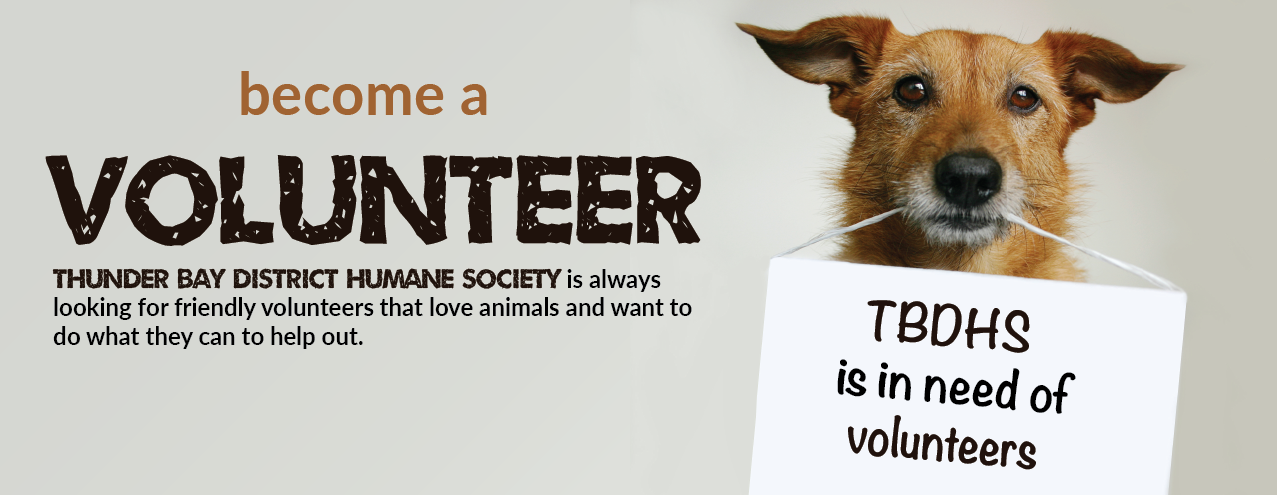 become a
VOLUNTEER
THUNDER BAY DISTRICT HUMANE SOCIETY is always
looking for friendly volunteers that love animals and want to
do what they can to help out.
TBDHS
is in need of
volunteers